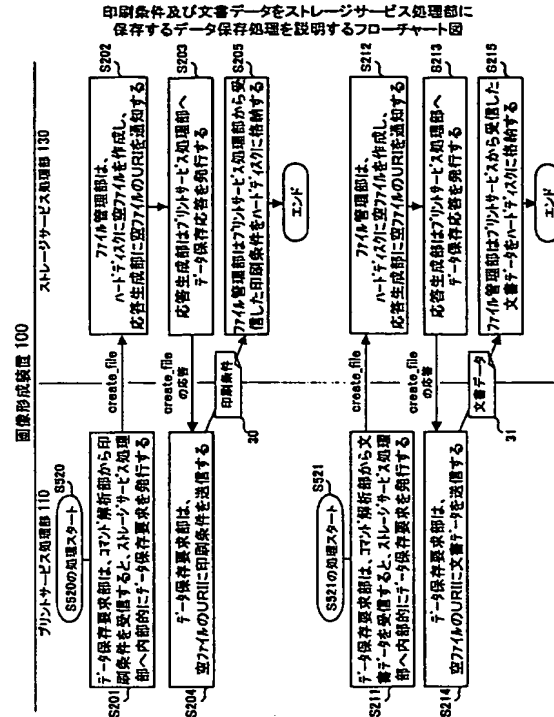 印刷条件及び文書データをストレージサービス処理部に
保存するデータ保存処理を説明するフローチャート図
画像形成装置 100
プリントサービス処理部 110
ストレージサービス処理部 130
S520
S520の処理スタート
S201
データ保存要求部は、コマンド解析部から印
刷条件を受信すると、ストレージサービス処理
部へ内部的にデータ保存要求を発行する
create_file
S202
ファイル管理部は、
ハードディスクに空ファイルを作成し、
応答生成部に空ファイルのURIを通知する
S203
応答生成部はプリントサービス処理部へ
データ保存応答を発行する
create_file
の応答
S204
データ保存要求部は、
空ファイルのURIに印刷条件を送信する
印刷条件
30
S205
ファイル管理部はプリントサービス処理部から受
信した印刷条件をハードディスクに格納する
エンド
S521
S521の処理スタート
S211
データ保存要求部は、コマンド解析部から文
書データを受信すると、ストレージサービス処理
部へ内部的にデータ保存要求を発行する
create_file
S212
ファイル管理部は、
ハードディスクに空ファイルを作成し、
応答生成部に空ファイルのURIを通知する
S213
応答生成部はプリントサービス処理部へ
データ保存応答を発行する
create_file
の応答
S214
データ保存要求部は、
空ファイルのURIに文書データを送信する
文書データ
31
S215
ファイル管理部はプリントサービスから受信した
文書データをハードディスクに格納する
エンド